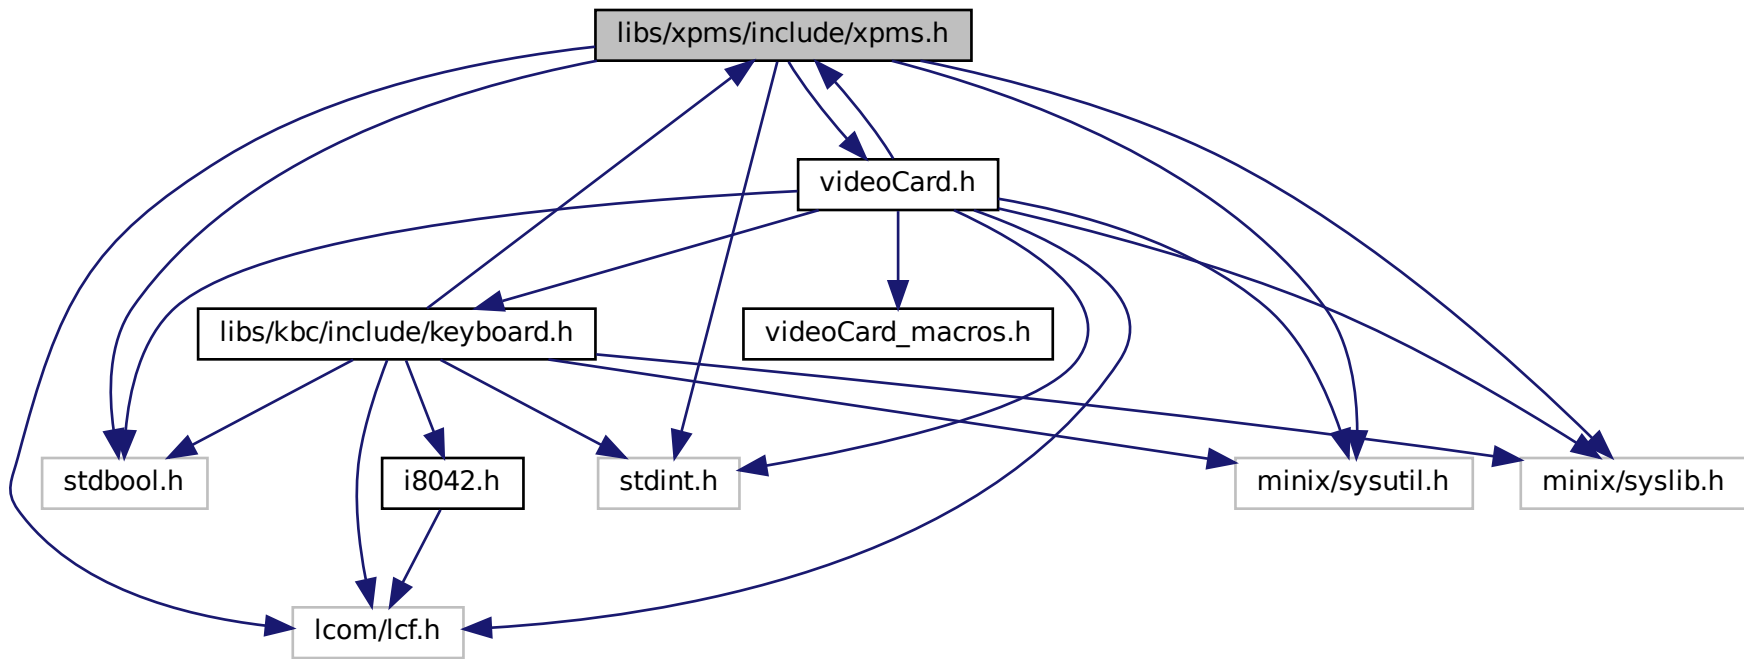 libs/xpms/include/xpms.h
videoCard.h
libs/kbc/include/keyboard.h
videoCard_macros.h
stdbool.h
i8042.h
stdint.h
minix/sysutil.h
minix/syslib.h
lcom/lcf.h